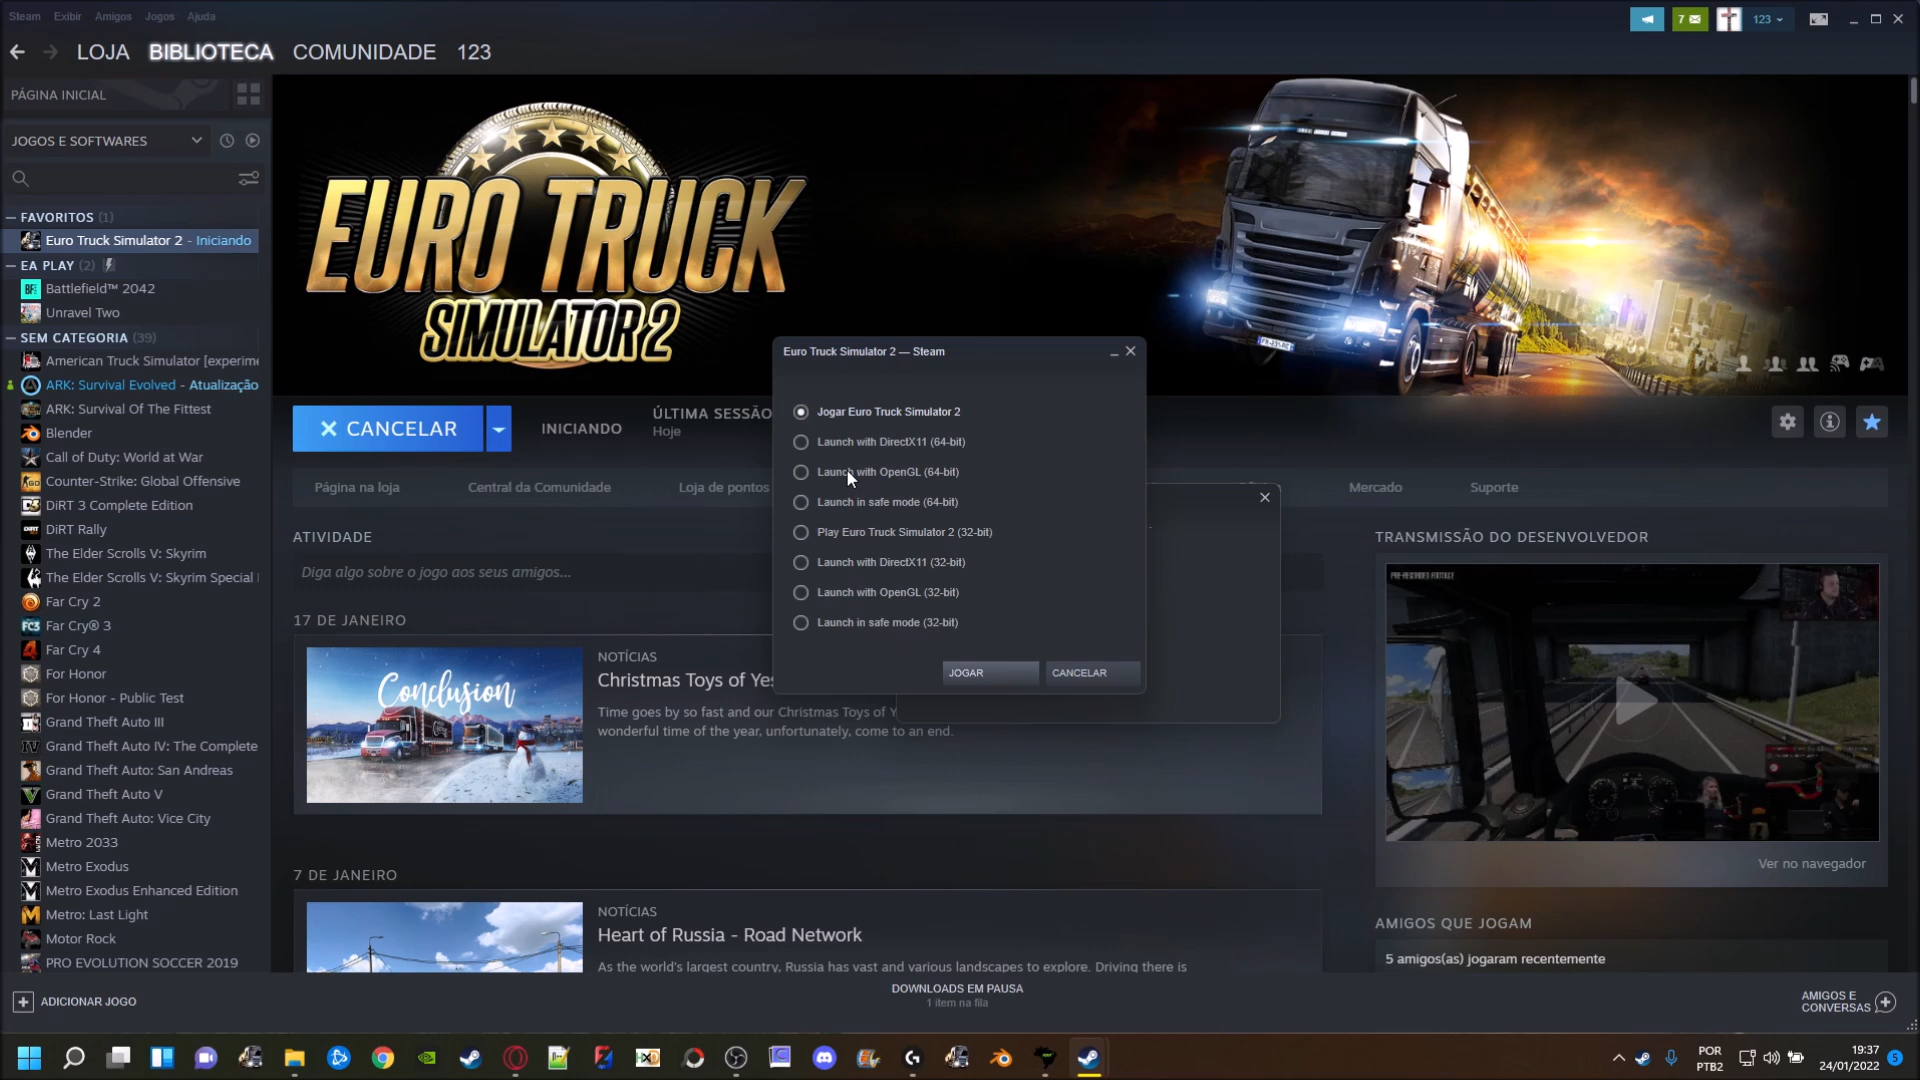 Steam Exibir Amigos Jogos Ajuda
7
123
LOJA BIBLIOTECA COMUNIDADE 123
PÁGINA INICIAL
JOGOS E SOFTWARES
— FAVORITOS (1)
Euro Truck Simulator 2 - Iniciando
— EA PLAY (2)
Battlefield™ 2042
Unravel Two
— SEM CATEGORIA (39)
American Truck Simulator [experime
ARK: Survival Evolved - Atualização
ARK: Survival Of The Fittest
Blender
Call of Duty: World at War
Counter-Strike: Global Offensive
DiRT 3 Complete Edition
DiRT Rally
The Elder Scrolls V: Skyrim
The Elder Scrolls V: Skyrim Special
Far Cry 2
Far Cry® 3
Far Cry 4
For Honor
For Honor - Public Test
Grand Theft Auto III
Grand Theft Auto IV: The Complete
Grand Theft Auto: San Andreas
Grand Theft Auto V
Grand Theft Auto: Vice City
Metro 2033
Metro Exodus
Metro Exodus Enhanced Edition
Metro: Last Light
Motor Rock
PRO EVOLUTION SOCCER 2019
ADICIONAR JOGO
EURO TRUCK
SIMULATOR 2
CANCELAR
INICIANDO
ÚLTIMA SESSÃO
Hoje
Página na loja Central da Comunidade Loja de pontos Mercado Suporte
Euro Truck Simulator 2 — Steam
Jogar Euro Truck Simulator 2
Launch with DirectX11 (64-bit)
Launch with OpenGL (64-bit)
Launch in safe mode (64-bit)
Play Euro Truck Simulator 2 (32-bit)
Launch with DirectX11 (32-bit)
Launch with OpenGL (32-bit)
Launch in safe mode (32-bit)
JOGAR CANCELAR
ATIVIDADE
Diga algo sobre o jogo aos seus amigos...
17 DE JANEIRO
Conclusion
NOTÍCIAS
Christmas Toys of Yes
Time goes by so fast and our Christmas Toys of Y
wonderful time of the year, unfortunately, come to an end.
7 DE JANEIRO
NOTÍCIAS
Heart of Russia - Road Network
As the world's largest country, Russia has vast and various landscapes to explore. Driving there is
TRANSMISSÃO DO DESENVOLVEDOR
PRE-RECORDED FOOTAGE
Ver no navegador
AMIGOS QUE JOGAM
5 amigos(as) jogaram recentemente
DOWNLOADS EM PAUSA
1 item na fila
AMIGOS E
CONVERSAS
POR
PTB2
19:37
24/01/2022
5